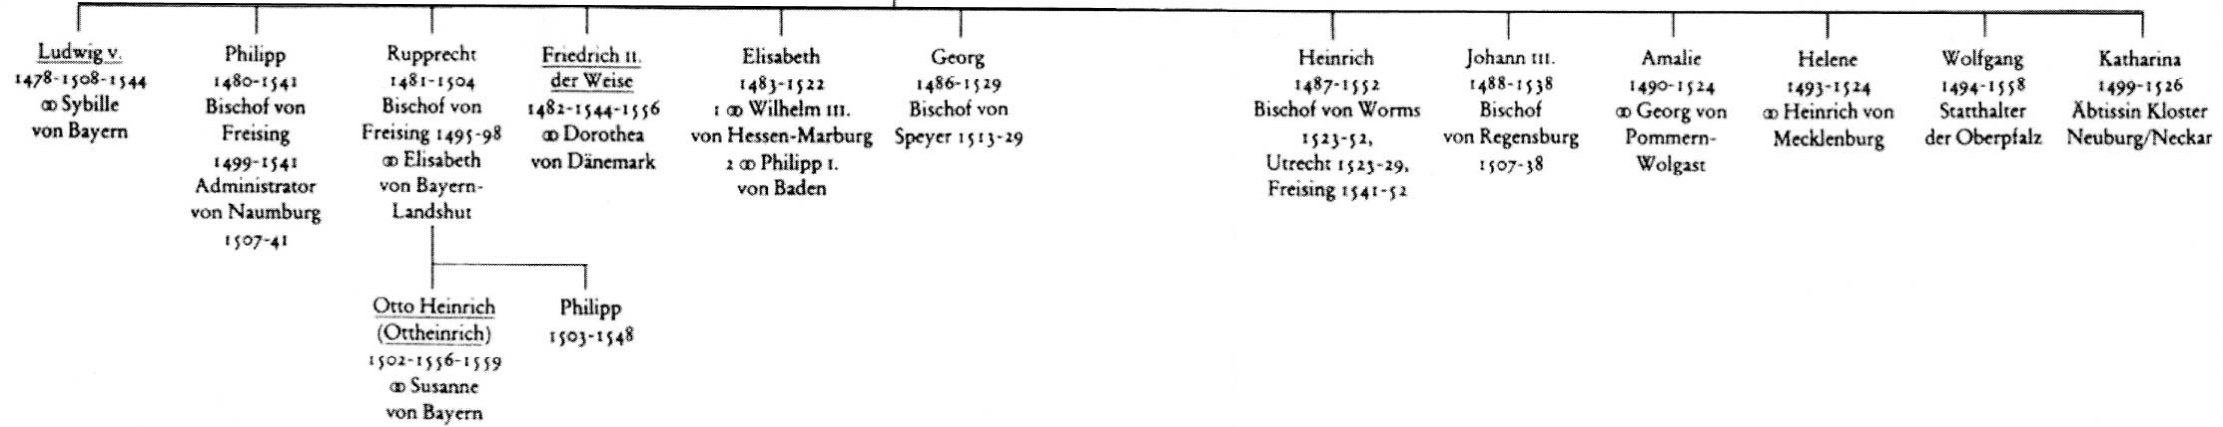 Ludwig v.
1478-1508-1544
⚭ Sybille
von Bayern
Philipp
1480-1541
Bischof von
Freising
1499-1541
Administrator
von Naumburg
1507-41
Rupprecht
1481-1504
Bischof von
Freising 1495-98
⚭ Elisabeth
von Bayern-
Landshut
Friedrich II.
der Weise
1482-1544-1556
⚭ Dorothea
von Dänemark
Elisabeth
1483-1522
1 ⚭ Wilhelm III.
von Hessen-Marburg
2 ⚭ Philipp I.
von Baden
Georg
1486-1529
Bischof von
Speyer 1513-29
Heinrich
1487-1552
Bischof von Worms
1523-52,
Utrecht 1523-29,
Freising 1541-52
Johann III.
1488-1538
Bischof
von Regensburg
1507-38
Amalie
1490-1524
⚭ Georg von
Pommern-
Wolgast
Helene
1493-1524
⚭ Heinrich von
Mecklenburg
Wolfgang
1494-1558
Statthalter
der Oberpfalz
Katharina
1499-1526
Äbtissin Kloster
Neuburg/Neckar
Otto Heinrich
(Ottheinrich)
1502-1556-1559
⚭ Susanne
von Bayern
Philipp
1503-1548